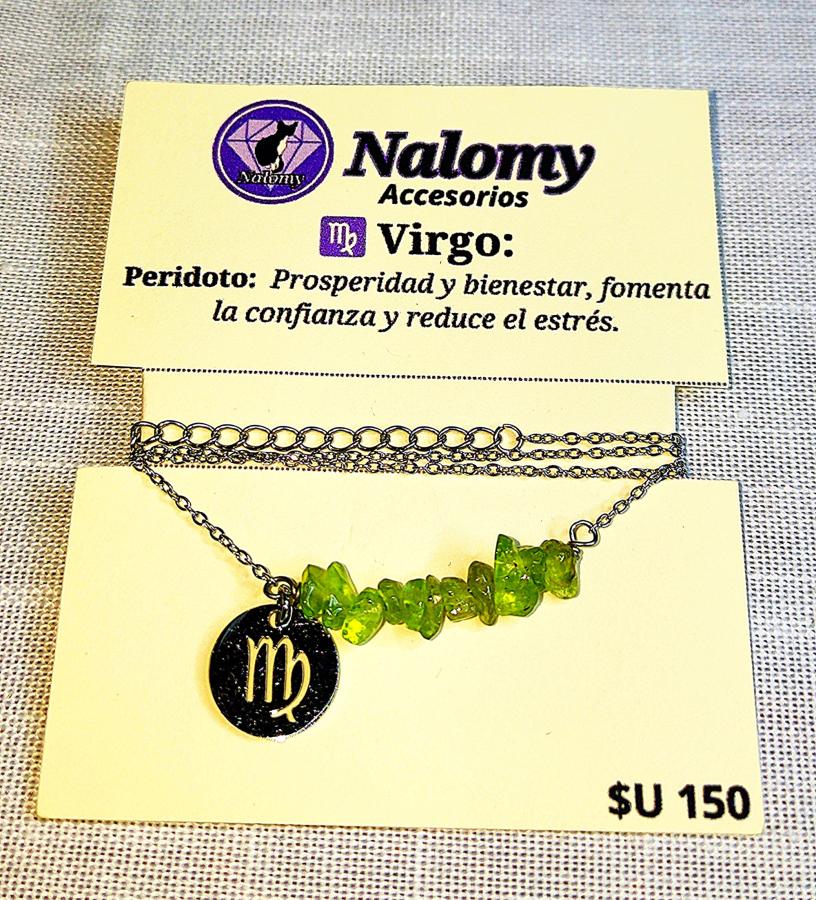 Nalomy
Nalomy
Accesorios
♍ Virgo:
Peridoto: Prosperidad y bienestar, fomenta
la confianza y reduce el estrés.
♍
$U 150